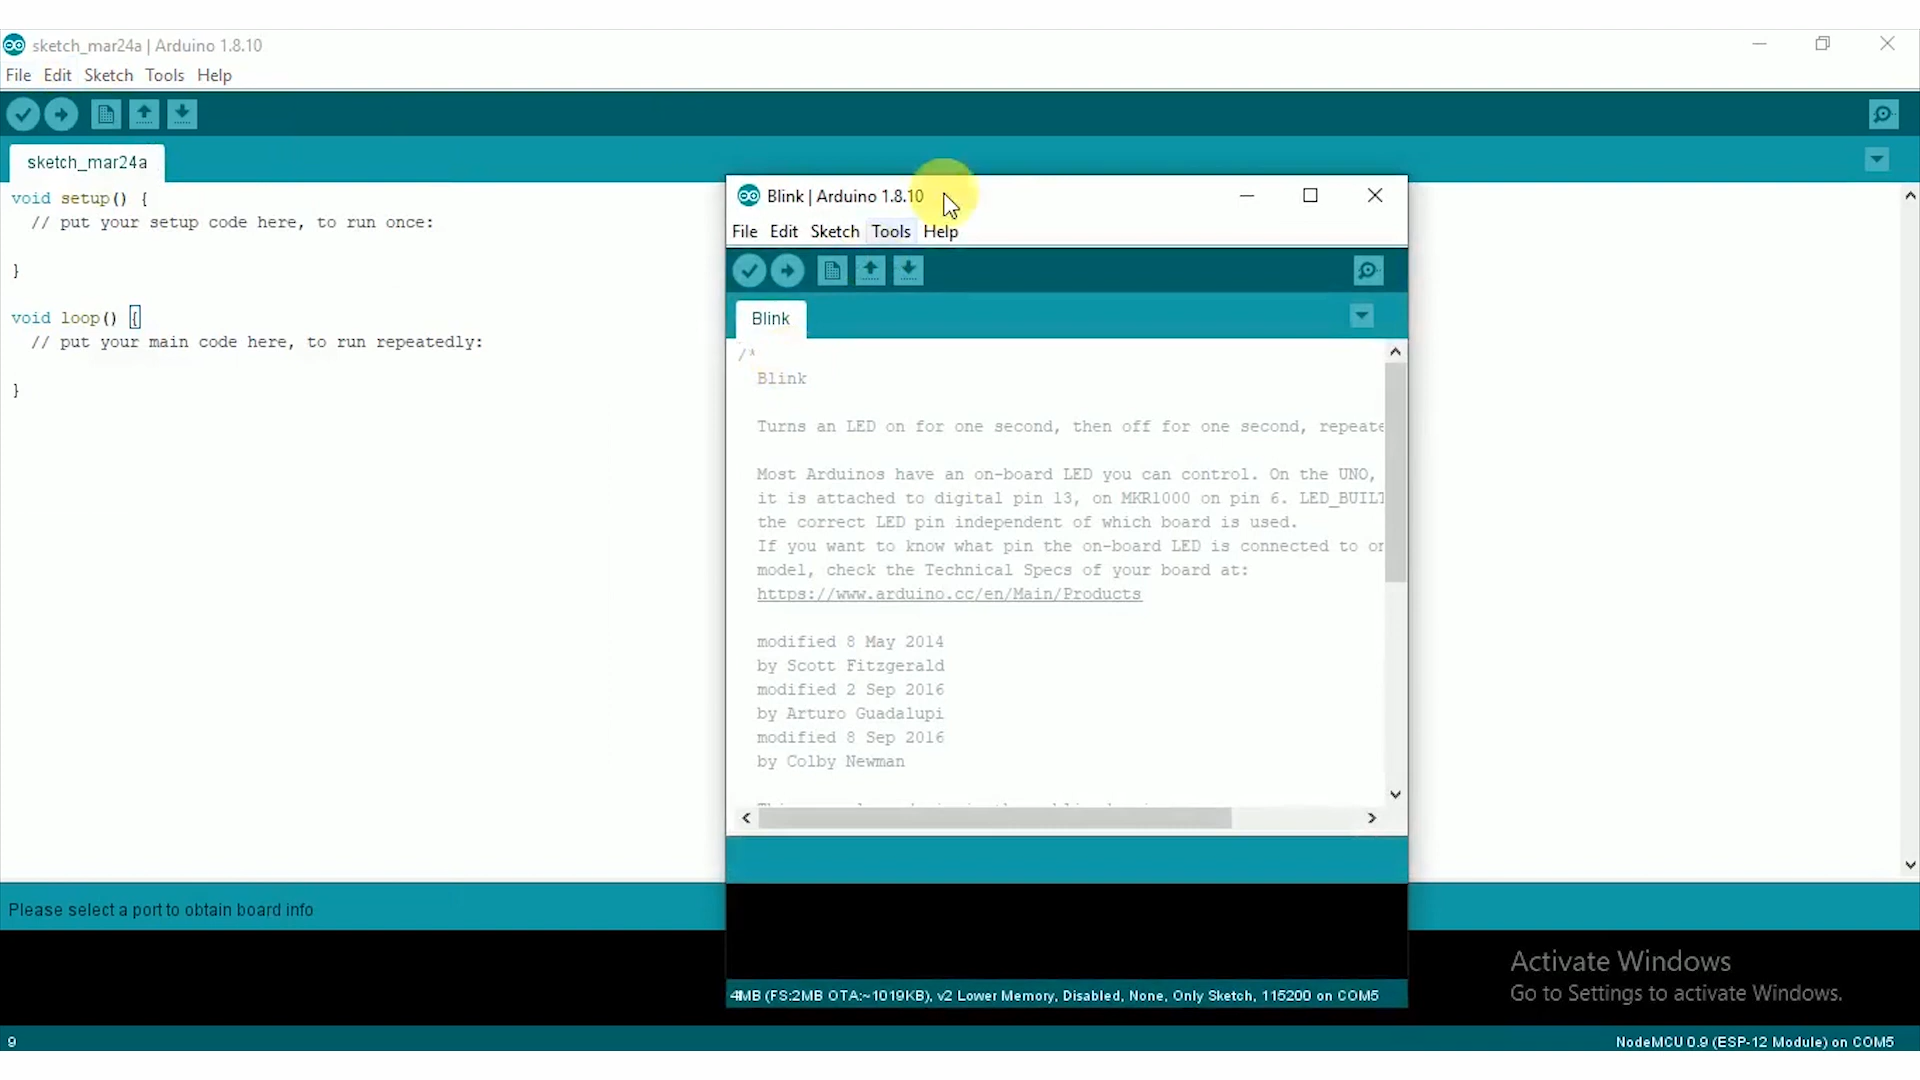 sketch_mar24a | Arduino 1.8.10
File Edit Sketch Tools Help
sketch_mar24a
void setup() {
// put your setup code here, to run once:
}
void loop() {
// put your main code here, to run repeatedly:
}
Please select a port to obtain board info
9
NodeMCU 0.9 (ESP-12 Module) on COM5
Blink | Arduino 1.8.10
File Edit Sketch Tools Help
Blink
/*
Blink
Turns an LED on for one second, then off for one second, repeate
Most Arduinos have an on-board LED you can control. On the UNO,
it is attached to digital pin 13, on MKR1000 on pin 6. LED_BUILT
the correct LED pin independent of which board is used.
If you want to know what pin the on-board LED is connected to on
model, check the Technical Specs of your board at:
https://www.arduino.cc/en/Main/Products
modified 8 May 2014
by Scott Fitzgerald
modified 2 Sep 2016
by Arturo Guadalupi
modified 8 Sep 2016
by Colby Newman
4MB (FS:2MB OTA:~1019KB), v2 Lower Memory, Disabled, None, Only Sketch, 115200 on COM5
Activate Windows
Go to Settings to activate Windows.